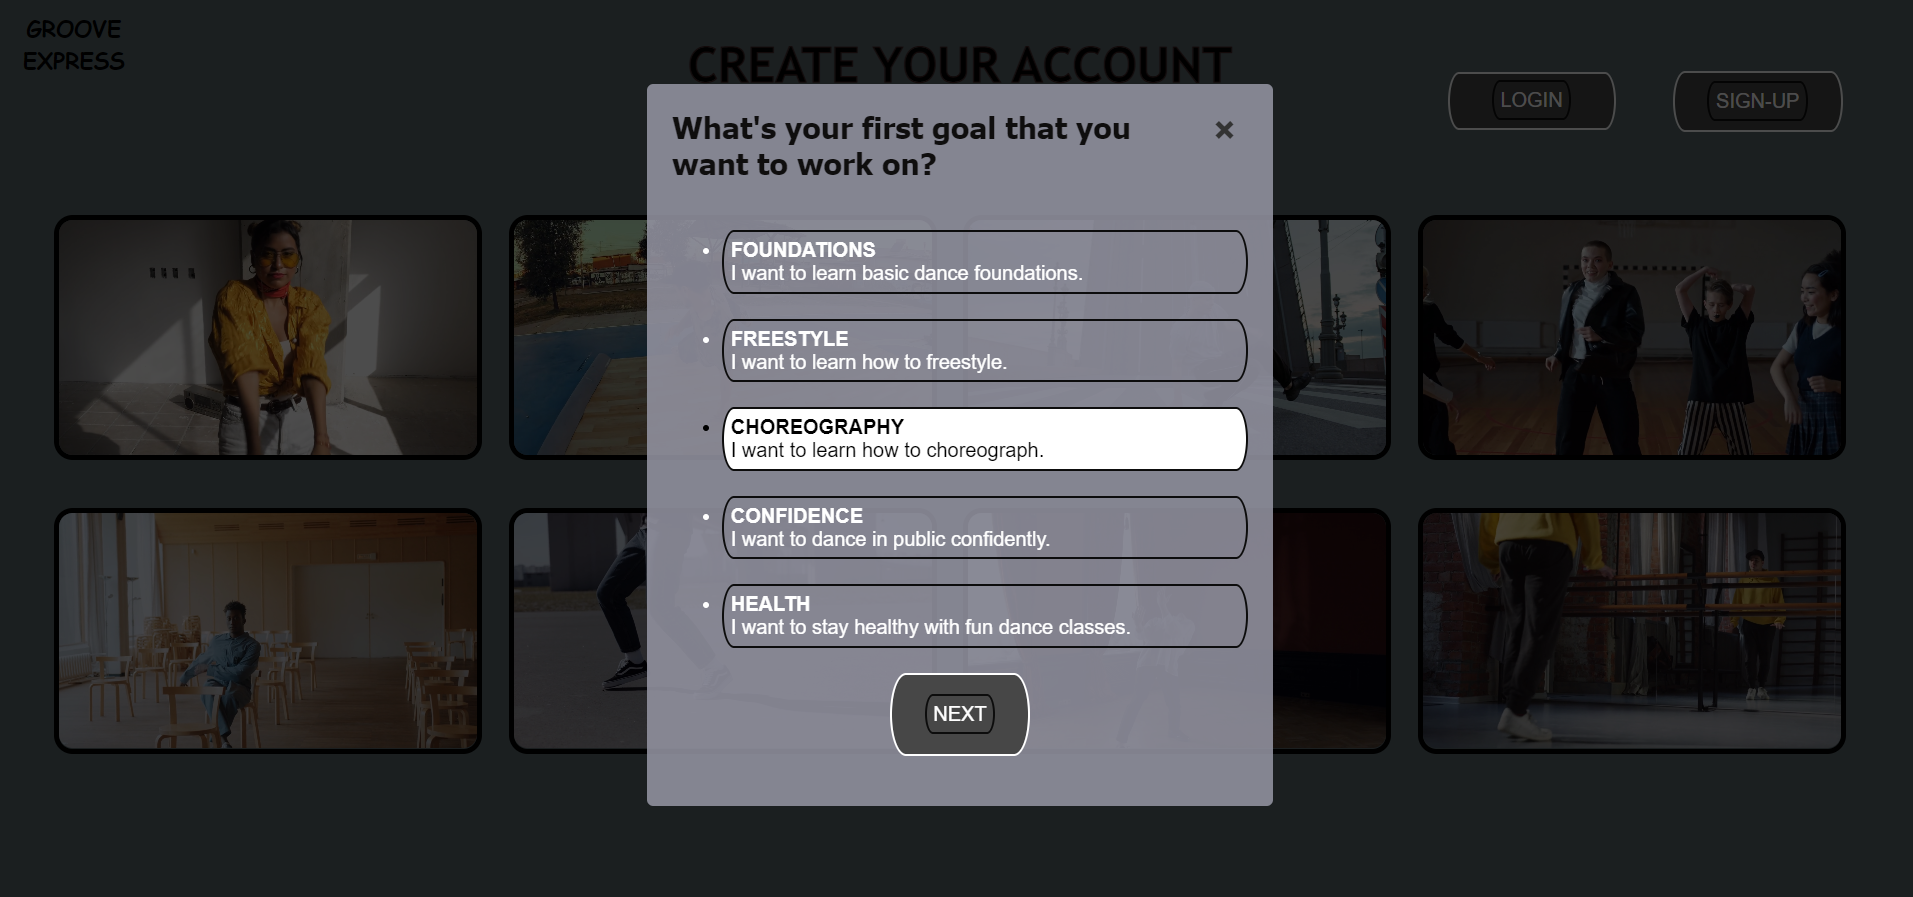 GROOVE
EXPRESS
CREATE YOUR ACCOUNT
LOGIN
SIGN-UP
What's your first goal that you
want to work on?
×
• FOUNDATIONS
I want to learn basic dance foundations.
• FREESTYLE
I want to learn how to freestyle.
• CHOREOGRAPHY
I want to learn how to choreograph.
• CONFIDENCE
I want to dance in public confidently.
• HEALTH
I want to stay healthy with fun dance classes.
NEXT